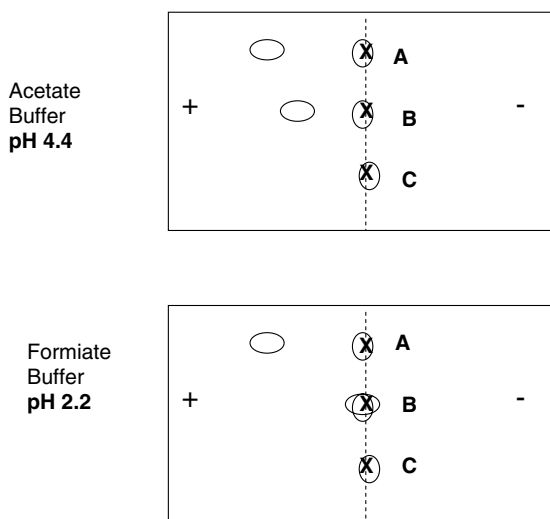 Acetate
Buffer
pH 4.4
+
-
X A
X B
X C
Formiate
Buffer
pH 2.2
+
-
X A
X B
X C